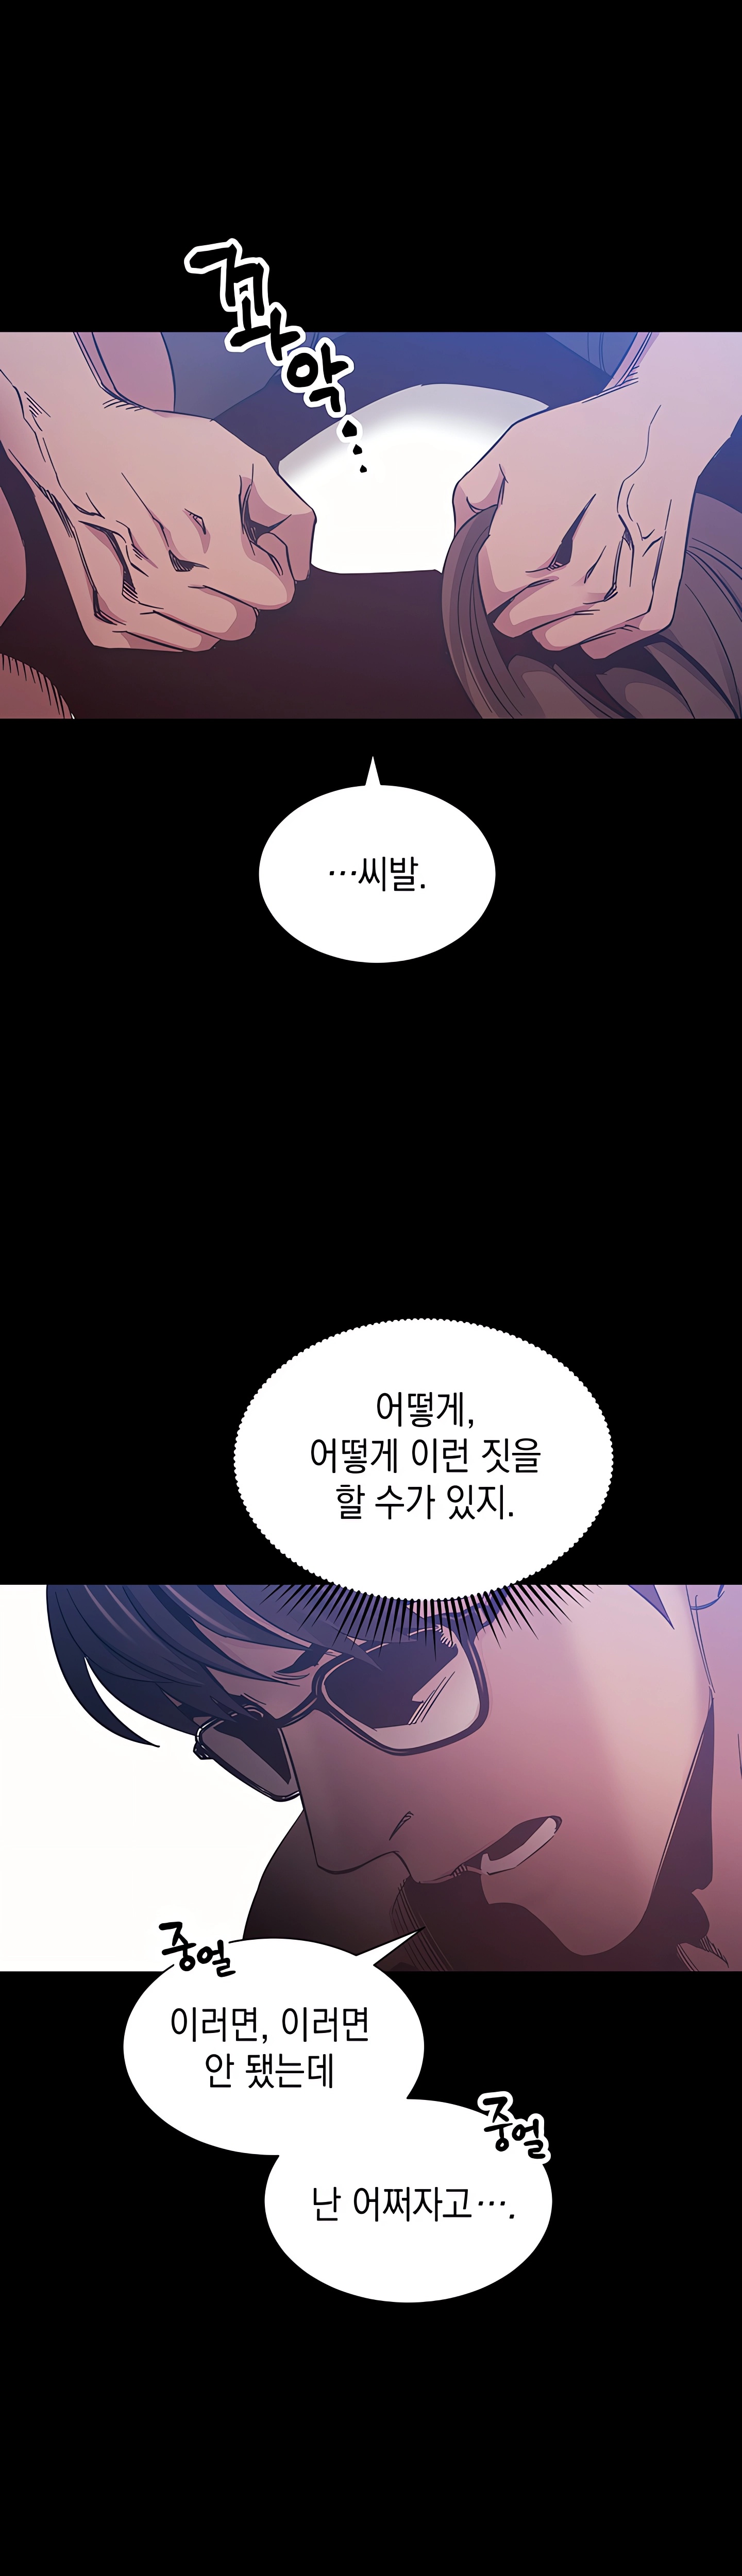 꽈악...
…씨발.
어떻게,
어떻게 이런 짓을
할 수가 있지.
중얼
이러면, 이러면
안 됐는데
중얼
난 어쩌자고….